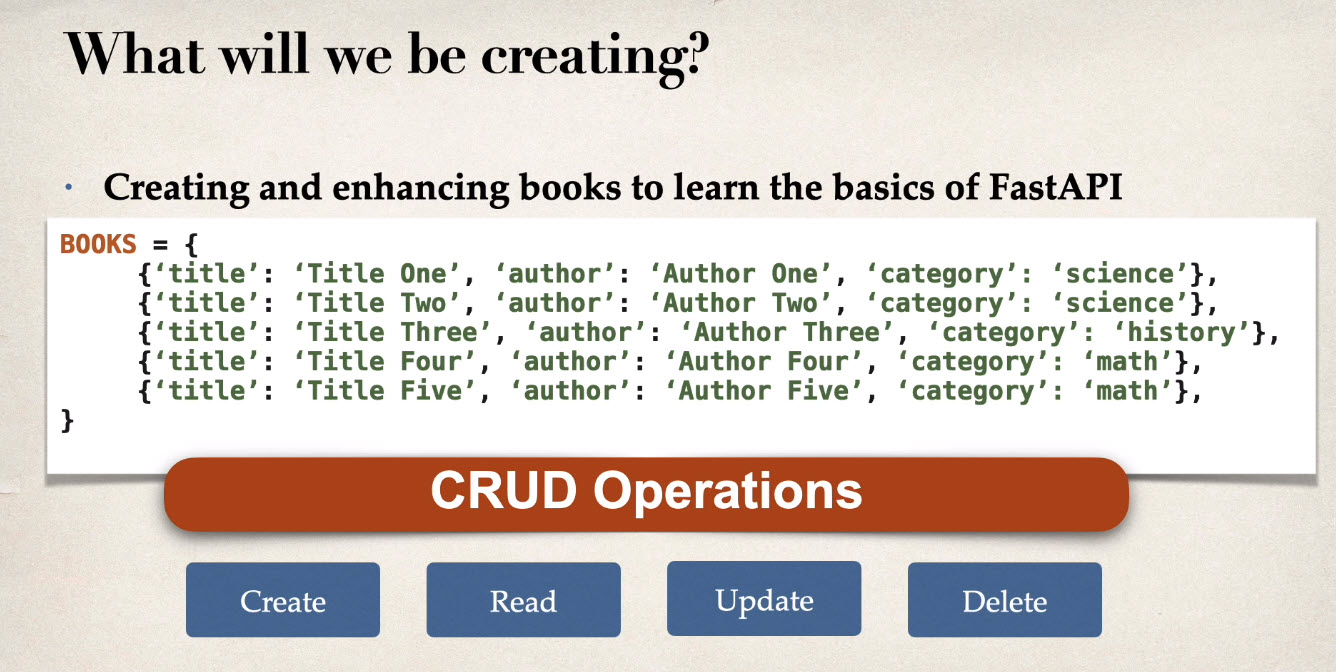 What will we be creating?
• Creating and enhancing books to learn the basics of FastAPI
BOOKS = {
{‘title’: ‘Title One’, ‘author’: ‘Author One’, ‘category’: ‘science’},
{‘title’: ‘Title Two’, ‘author’: ‘Author Two’, ‘category’: ‘science’},
{‘title’: ‘Title Three’, ‘author’: ‘Author Three’, ‘category’: ‘history’},
{‘title’: ‘Title Four’, ‘author’: ‘Author Four’, ‘category’: ‘math’},
{‘title’: ‘Title Five’, ‘author’: ‘Author Five’, ‘category’: ‘math’},
}
CRUD Operations
Create
Read
Update
Delete